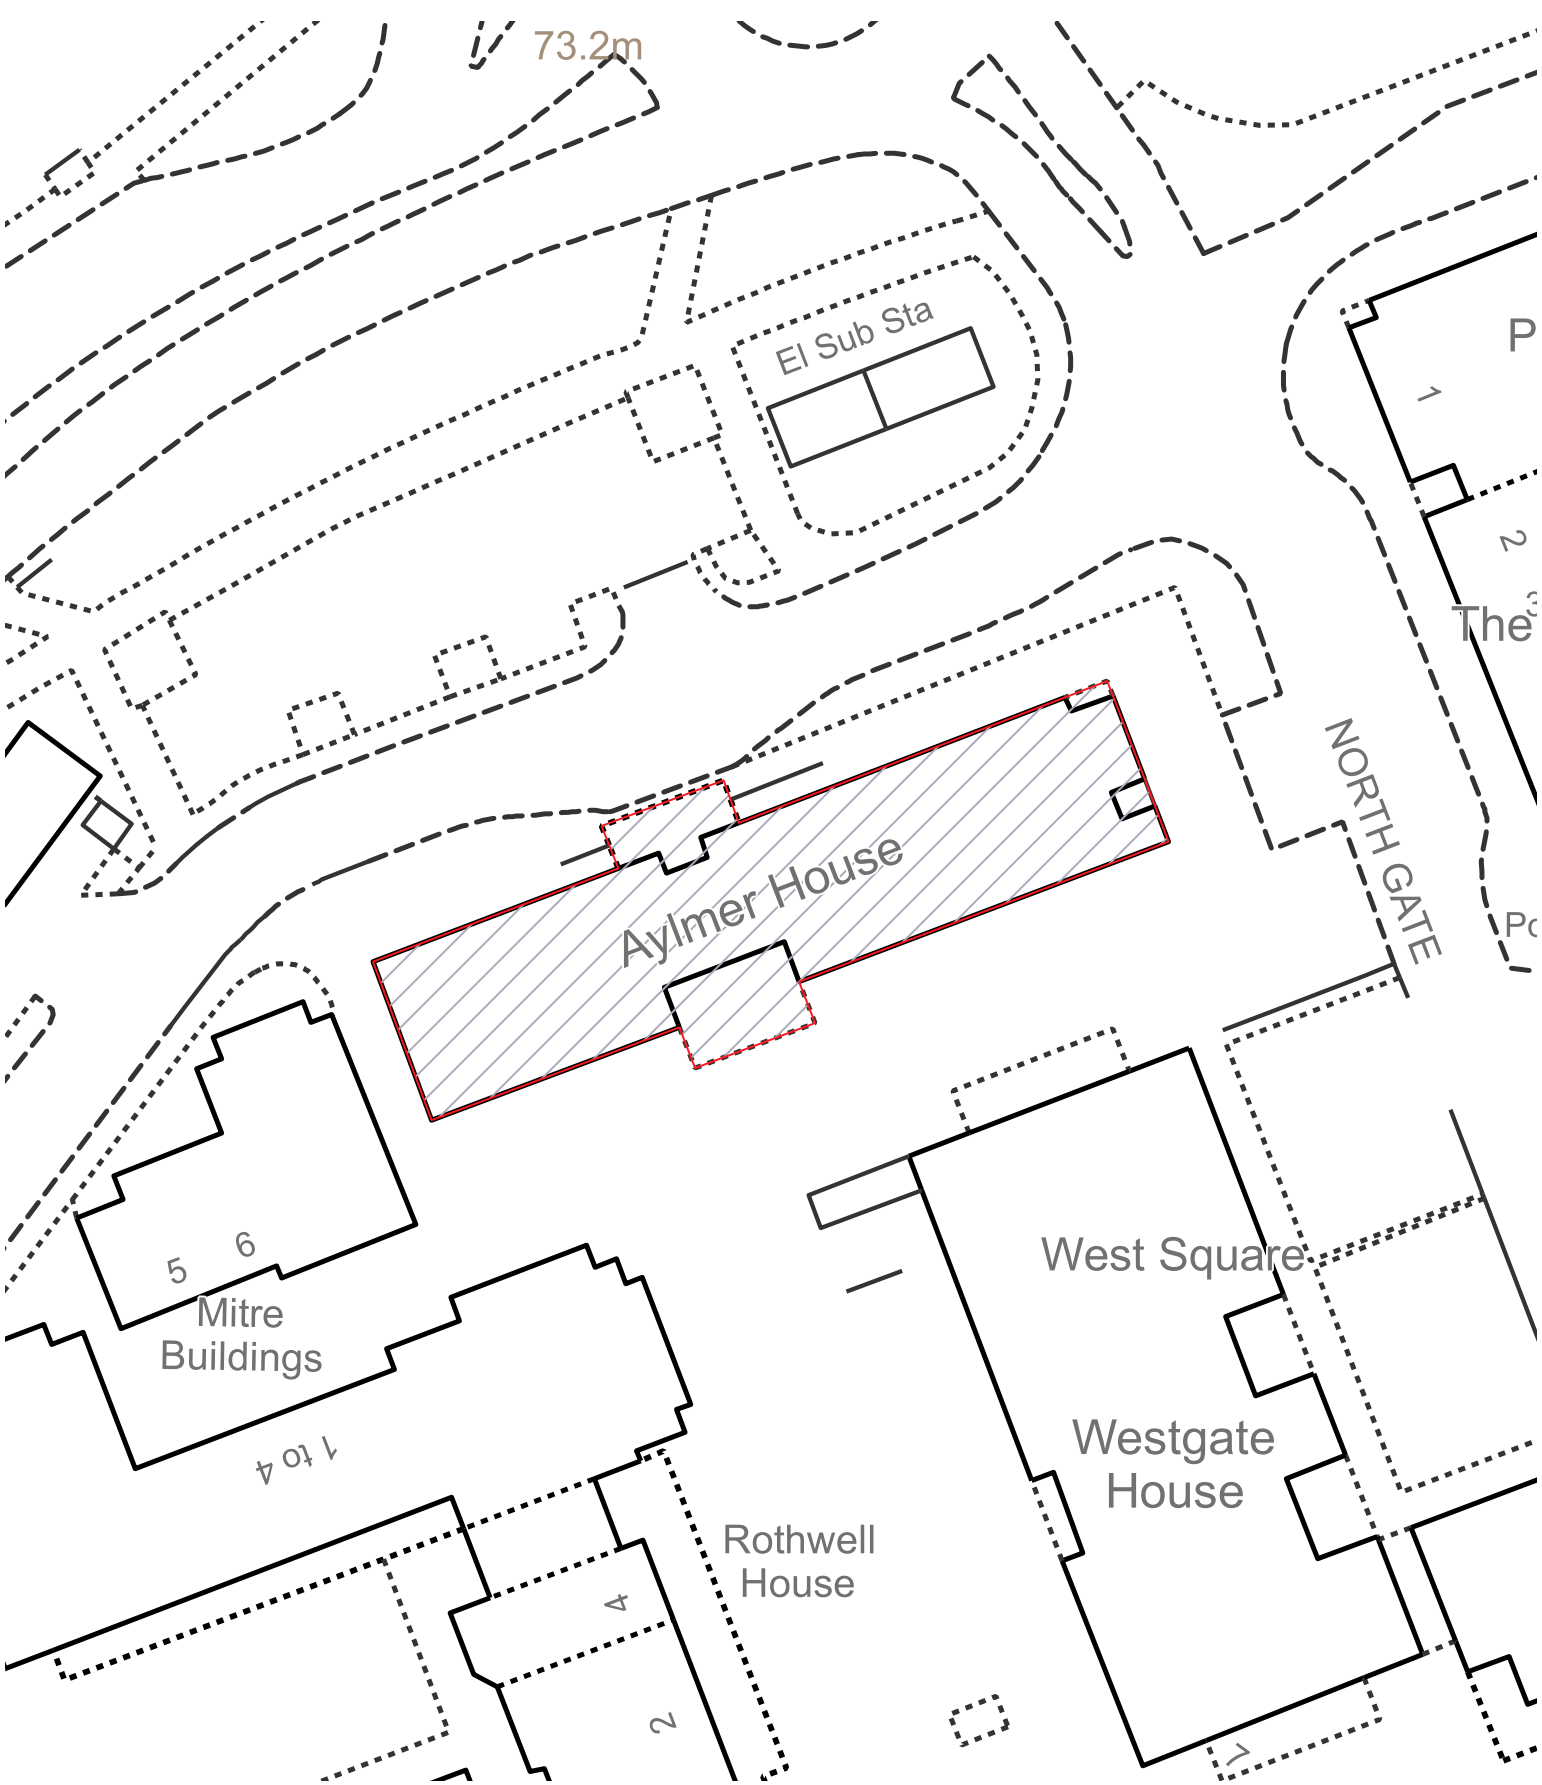 73.2m
El Sub Sta
P
1
2
3
The
Aylmer House
NORTH GATE
Po
5
6
Mitre
Buildings
1 to 4
West Square
Westgate
House
Rothwell
House
4
2
7